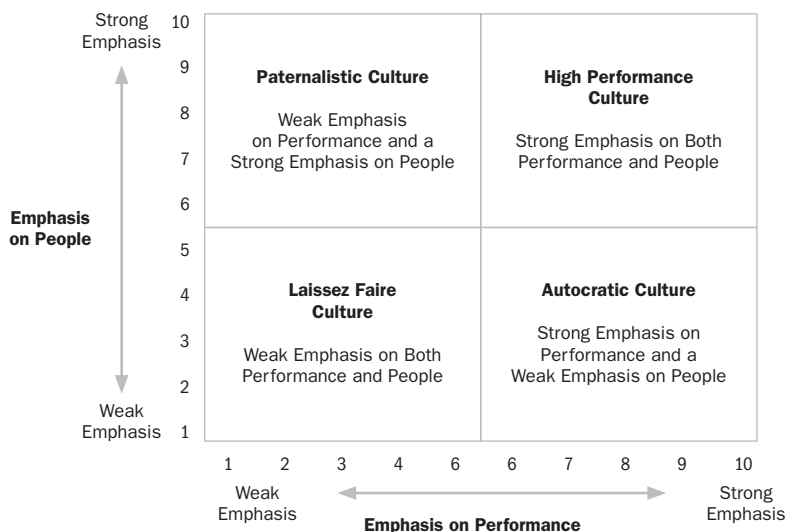 Strong
Emphasis
10
9
8
7
6
5
4
3
2
1
Weak
Emphasis
Emphasis
on People
Paternalistic Culture
Weak Emphasis
on Performance and a
Strong Emphasis on People
High Performance
Culture
Strong Emphasis on Both
Performance and People
Laissez Faire
Culture
Weak Emphasis on Both
Performance and People
Autocratic Culture
Strong Emphasis on
Performance and a
Weak Emphasis on People
1 2 3 4 6 6 7 8 9 10
Weak
Emphasis
Strong
Emphasis
Emphasis on Performance